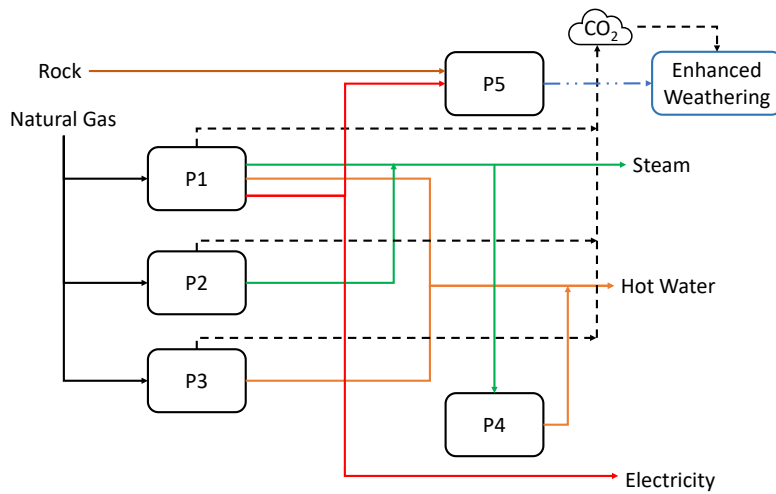 CO₂
Rock
P5
Enhanced
Weathering
Natural Gas
P1
Steam
P2
Hot Water
P3
P4
Electricity